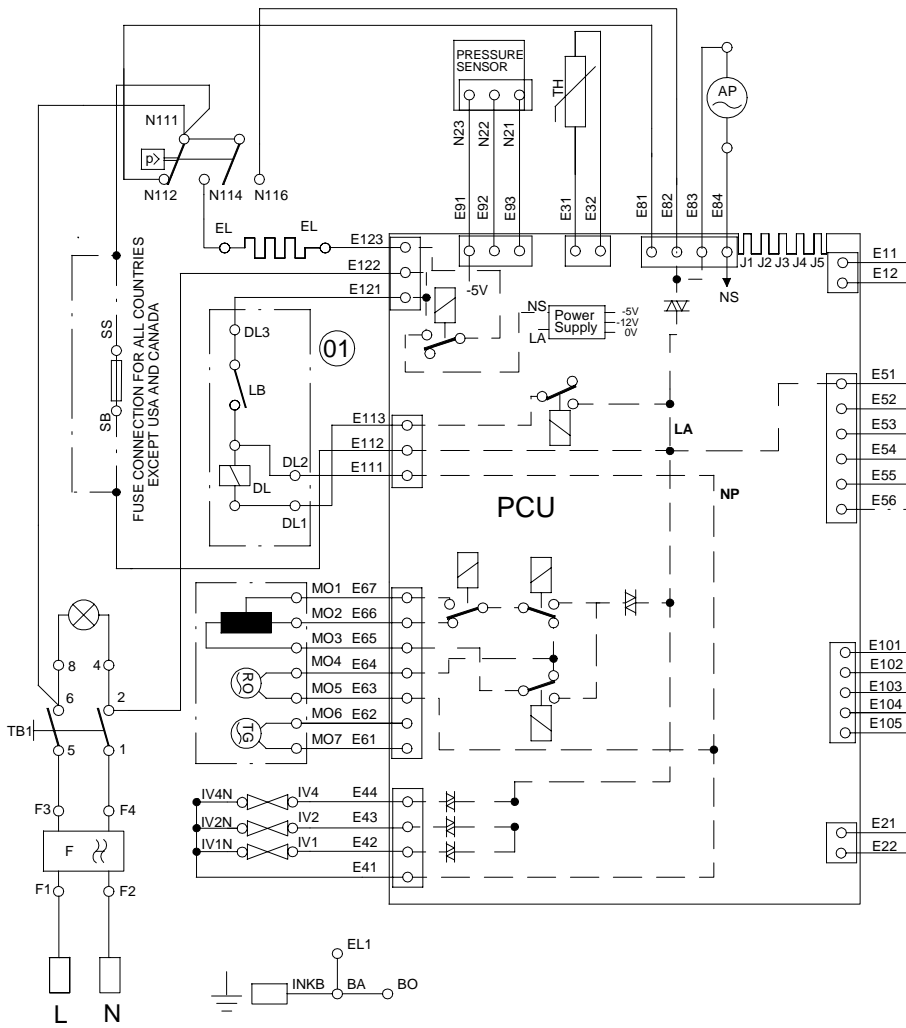 PRESSURE
SENSOR
TH
AP
N111
p>
N112
N114
N116
N23
N22
N21
E91
E92
E93
E31
E32
E81
E82
E83
E84
EL
EL
E123
E122
E121
-5V
J1 J2 J3 J4 J5
NS
E11
E12
NS
LA
Power
Supply
-5V
-12V
0V
FUSE CONNECTION FOR ALL COUNTRIES
EXCEPT USA AND CANADA
SS
SB
DL3
01
LB
DL
DL2
DL1
E113
E112
E111
LA
NP
PCU
E51
E52
E53
E54
E55
E56
MO1 E67
MO2 E66
MO3 E65
MO4 E64
MO5 E63
MO6 E62
MO7 E61
RO
TG
8
4
6
2
TB1
5
1
F3
F4
F
F1
F2
L
N
IV4N
IV4
E44
IV2N
IV2
E43
IV1N
IV1
E42
E41
E101
E102
E103
E104
E105
E21
E22
EL1
INKB
BA
BO